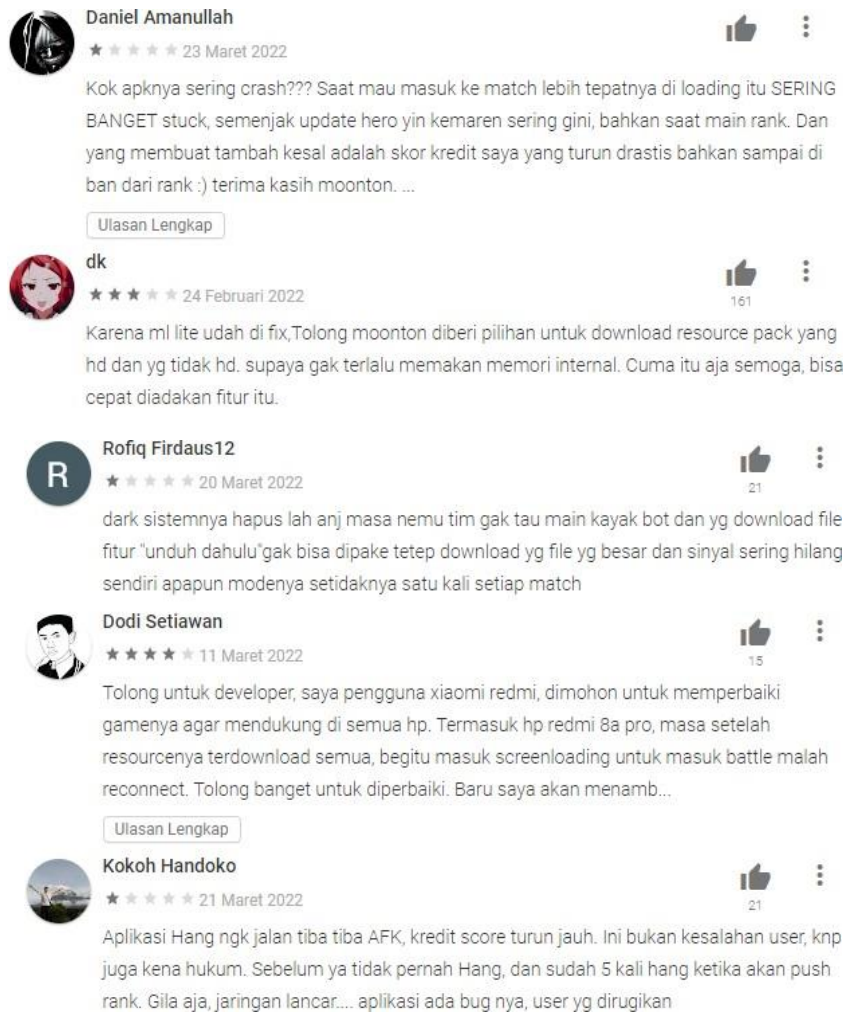 Daniel Amanullah
23 Maret 2022
Kok apknya sering crash??? Saat mau masuk ke match lebih tepatnya di loading itu SERING
BANGET stuck, semenjak update hero yin kemaren sering gini, bahkan saat main rank. Dan
yang membuat tambah kesal adalah skor kredit saya yang turun drastis bahkan sampai di
ban dari rank :) terima kasih moonton. ...
Ulasan Lengkap
dk
24 Februari 2022
161
Karena ml lite udah di fix,Tolong moonton diberi pilihan untuk download resource pack yang
hd dan yg tidak hd. supaya gak terlalu memakan memori internal. Cuma itu aja semoga, bisa
cepat diadakan fitur itu.
R
Rofiq Firdaus12
20 Maret 2022
21
dark sistemnya hapus lah anj masa nemu tim gak tau main kayak bot dan yg download file
fitur "unduh dahulu"gak bisa dipake tetep download yg file yg besar dan sinyal sering hilang
sendiri apapun modenya setidaknya satu kali setiap match
Dodi Setiawan
11 Maret 2022
15
Tolong untuk developer, saya pengguna xiaomi redmi, dimohon untuk memperbaiki
gamenya agar mendukung di semua hp. Termasuk hp redmi 8a pro, masa setelah
resourcenya terdownload semua, begitu masuk screenloading untuk masuk battle malah
reconnect. Tolong banget untuk diperbaiki. Baru saya akan menamb...
Ulasan Lengkap
Kokoh Handoko
21 Maret 2022
21
Aplikasi Hang ngk jalan tiba tiba AFK, kredit score turun jauh. Ini bukan kesalahan user, knp
juga kena hukum. Sebelum ya tidak pernah Hang, dan sudah 5 kali hang ketika akan push
rank. Gila aja, jaringan lancar.... aplikasi ada bug nya, user yg dirugikan